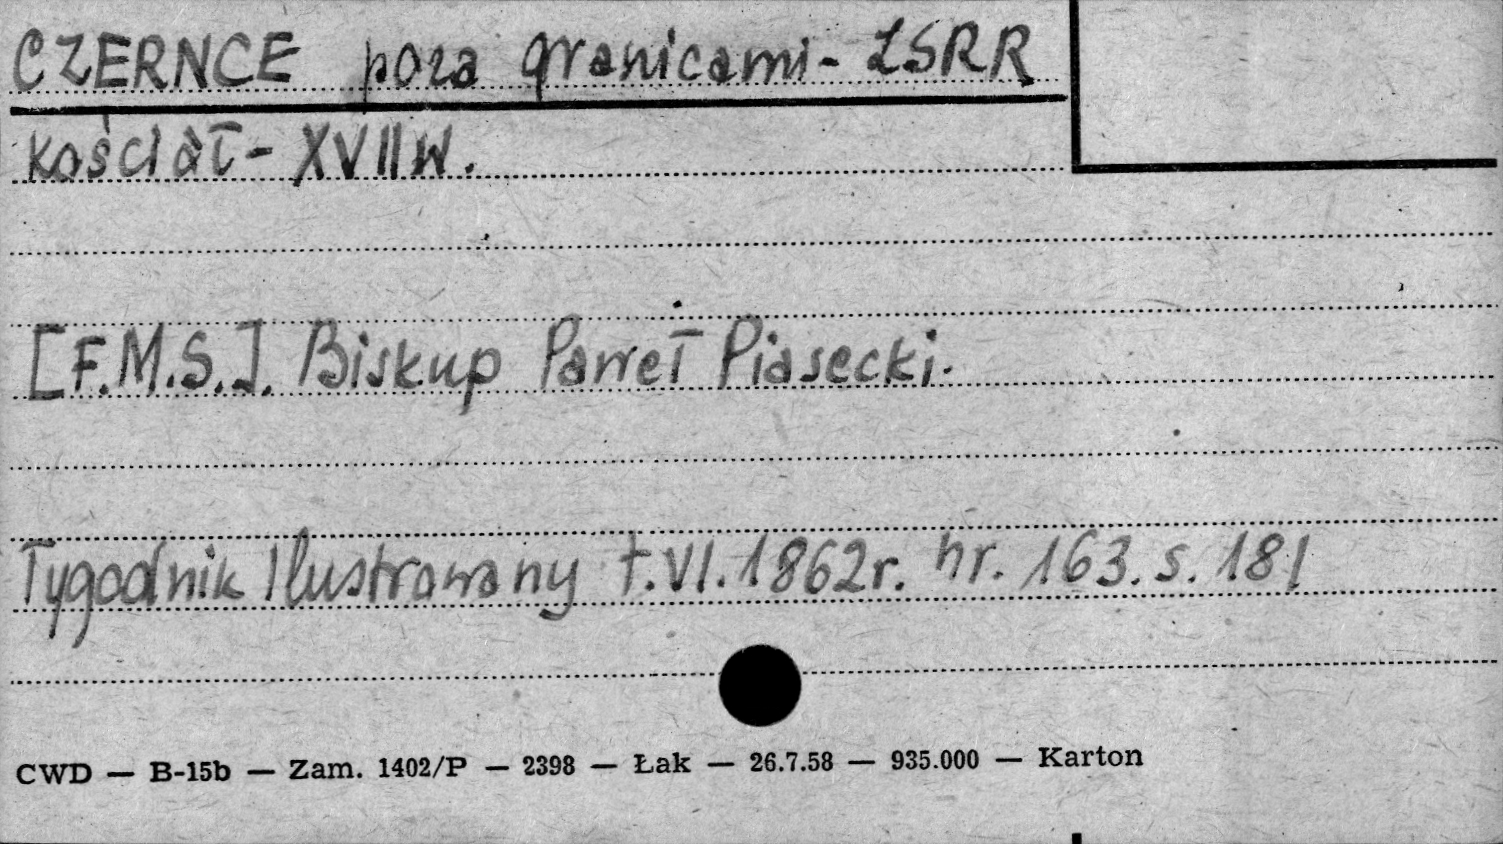 CZERNCE poza granicami - ZSRR
kościół - XVII w.
[F.M.S.]. Biskup Paweł Piasecki.
Tygodnik Ilustrowany t.VI. 1862r. nr. 163. s. 181
CWD — B-15b — Zam. 1402/P — 2398 — Łak — 26.7.58 — 935.000 — Karton